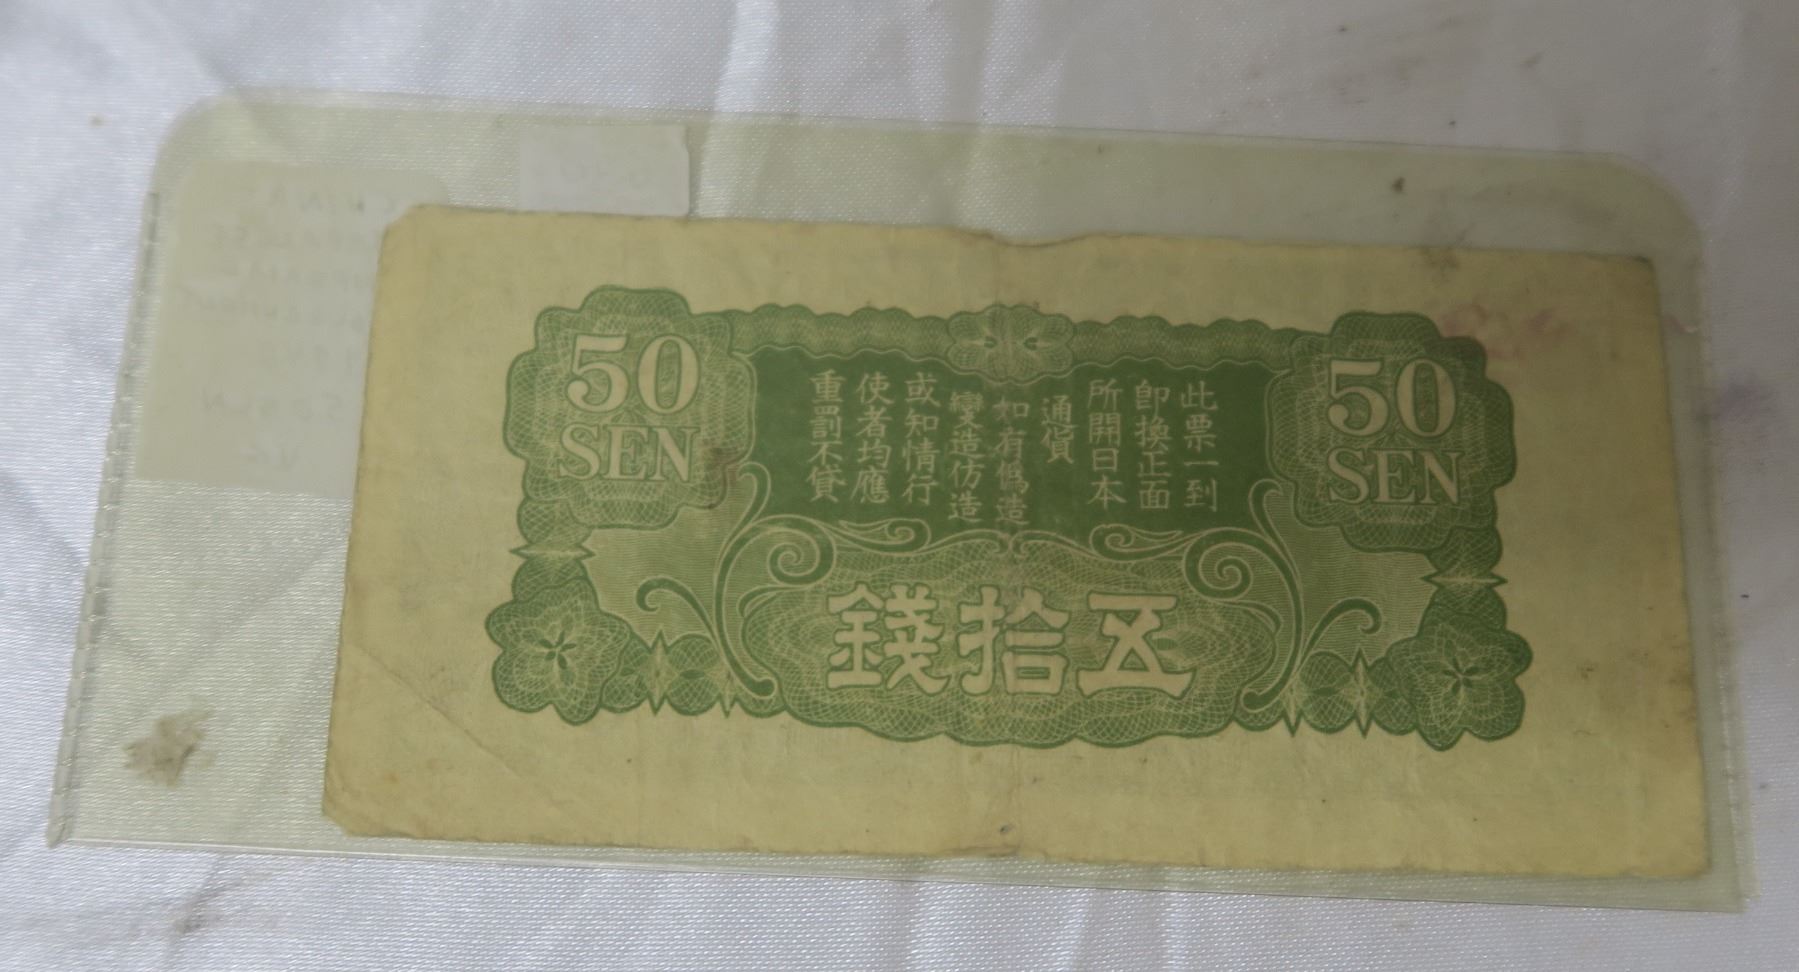 50
SEN
50
SEN
此票一到
即換正面
所開日本
通貨
如有偽造
變造仿造
或知情行
使者均應
重罰不貸
五拾錢